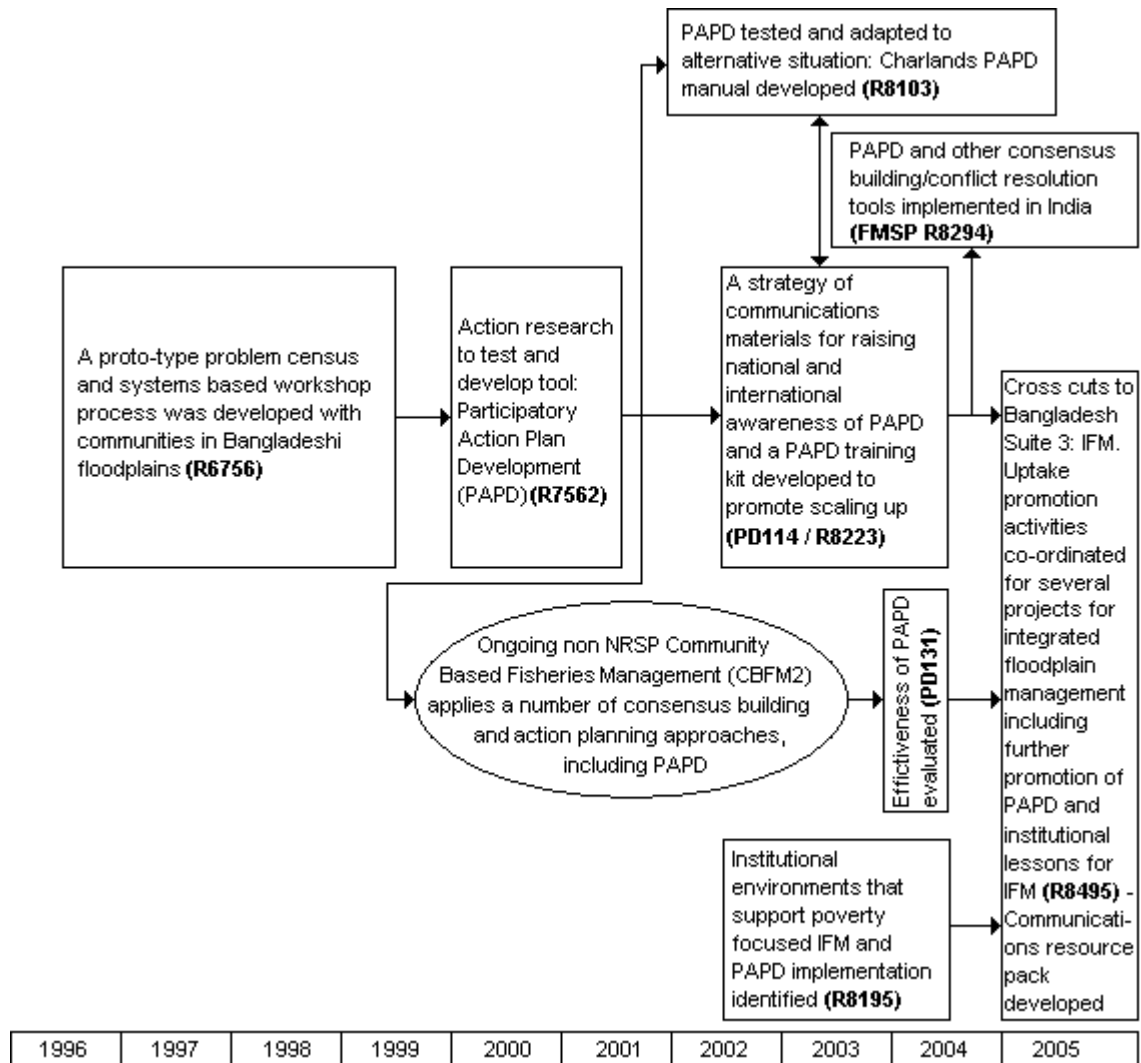 PAPD tested and adapted to
alternative situation: Charlands PAPD
manual developed (R8103)
PAPD and other consensus
building/conflict resolution
tools implemented in India
(FMSP R8294)
A proto-type problem census
and systems based workshop
process was developed with
communities in Bangladeshi
floodplains (R6756)
Action research
to test and
develop tool:
Participatory
Action Plan
Development
(PAPD) (R7562)
A strategy of
communications
materials for raising
national and
international
awareness of PAPD
and a PAPD training
kit developed to
promote scaling up
(PD114 / R8223)
Cross cuts to
Bangladesh
Suite 3: IFM.
Uptake
promotion
activities
co-ordinated
for several
projects for
integrated
floodplain
management
including
further
promotion of
PAPD and
institutional
lessons for
IFM (R8495) -
Communicati-
ons resource
pack
developed
Ongoing non NRSP Community
Based Fisheries Management (CBFM2)
applies a number of consensus building
and action planning approaches,
including PAPD
Effictiveness of PAPD
evaluated (PD131)
Institutional
environments that
support poverty
focused IFM and
PAPD implementation
identified (R8195)
1996 1997 1998 1999 2000 2001 2002 2003 2004 2005